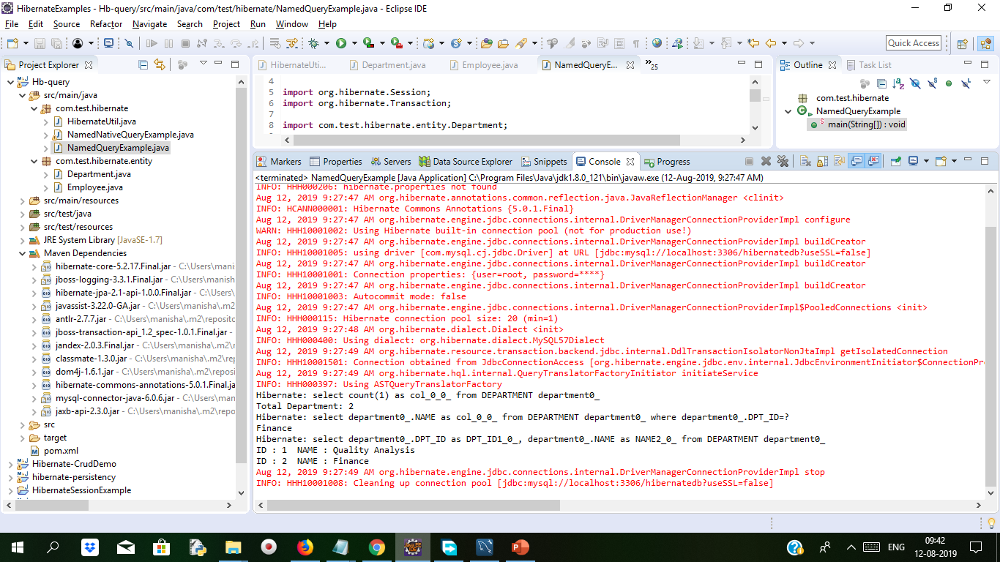 HibernateExamples - Hb-query/src/main/java/com/test/hibernate/NamedQueryExample.java - Eclipse IDE
File Edit Source Refactor Navigate Search Project Run Window Help
Quick Access
Project Explorer
Hb-query
src/main/java
com.test.hibernate
HibernateUtil.java
NamedNativeQueryExample.java
NamedQueryExample.java
com.test.hibernate.entity
Department.java
Employee.java
src/main/resources
src/test/java
src/test/resources
JRE System Library [JavaSE-1.7]
Maven Dependencies
hibernate-core-5.2.17.Final.jar - C:\Users\mani
jboss-logging-3.3.1.Final.jar - C:\Users\manish
hibernate-jpa-2.1-api-1.0.0.Final.jar - C:\Users\
javassist-3.22.0-GA.jar - C:\Users\manisha\.m2
antlr-2.7.7.jar - C:\Users\manisha\.m2\reposito
jboss-transaction-api_1.2_spec-1.0.1.Final.jar -
jandex-2.0.3.Final.jar - C:\Users\manisha\.m2\r
classmate-1.3.0.jar - C:\Users\manisha\.m2\rep
dom4j-1.6.1.jar - C:\Users\manisha\.m2\reposi
hibernate-commons-annotations-5.0.1.Final.ja
mysql-connector-java-6.0.6.jar - C:\Users\mani
jaxb-api-2.3.0.jar - C:\Users\manisha\.m2\repo
src
target
pom.xml
Hibernate-CrudDemo
hibernate-persistency
HibernateSessionExample
HibernateUti... Department.java Employee.java NamedQueryE... »25
4
5 import org.hibernate.Session;
6 import org.hibernate.Transaction;
7
8 import com.test.hibernate.entity.Department;
Outline Task List
com.test.hibernate
NamedQueryExample
main(String[]) : void
Markers Properties Servers Data Source Explorer Snippets Console Progress
<terminated> NamedQueryExample [Java Application] C:\Program Files\Java\jdk1.8.0_121\bin\javaw.exe (12-Aug-2019, 9:27:47 AM)
INFO: HHH000206: hibernate.properties not found
Aug 12, 2019 9:27:47 AM org.hibernate.annotations.common.reflection.java.JavaReflectionManager <clinit>
INFO: HCANN000001: Hibernate Commons Annotations {5.0.1.Final}
Aug 12, 2019 9:27:47 AM org.hibernate.engine.jdbc.connections.internal.DriverManagerConnectionProviderImpl configure
WARN: HHH10001002: Using Hibernate built-in connection pool (not for production use!)
Aug 12, 2019 9:27:47 AM org.hibernate.engine.jdbc.connections.internal.DriverManagerConnectionProviderImpl buildCreator
INFO: HHH10001005: using driver [com.mysql.cj.jdbc.Driver] at URL [jdbc:mysql://localhost:3306/hibernatedb?useSSL=false]
Aug 12, 2019 9:27:47 AM org.hibernate.engine.jdbc.connections.internal.DriverManagerConnectionProviderImpl buildCreator
INFO: HHH10001001: Connection properties: {user=root, password=****}
Aug 12, 2019 9:27:47 AM org.hibernate.engine.jdbc.connections.internal.DriverManagerConnectionProviderImpl buildCreator
INFO: HHH10001003: Autocommit mode: false
Aug 12, 2019 9:27:47 AM org.hibernate.engine.jdbc.connections.internal.DriverManagerConnectionProviderImpl$PooledConnections <init>
INFO: HHH000115: Hibernate connection pool size: 20 (min=1)
Aug 12, 2019 9:27:48 AM org.hibernate.dialect.Dialect <init>
INFO: HHH000400: Using dialect: org.hibernate.dialect.MySQL57Dialect
Aug 12, 2019 9:27:49 AM org.hibernate.resource.transaction.backend.jdbc.internal.DdlTransactionIsolatorNonJtaImpl getIsolatedConnection
INFO: HHH10001501: Connection obtained from JdbcConnectionAccess [org.hibernate.engine.jdbc.env.internal.JdbcEnvironmentInitiator$ConnectionPro
Aug 12, 2019 9:27:49 AM org.hibernate.hql.internal.QueryTranslatorFactoryInitiator initiateService
INFO: HHH000397: Using ASTQueryTranslatorFactory
Hibernate: select count(1) as col_0_0_ from DEPARTMENT department0_
Total Department: 2
Hibernate: select department0_.NAME as col_0_0_ from DEPARTMENT department0_ where department0_.DPT_ID=?
Finance
Hibernate: select department0_.DPT_ID as DPT_ID1_0_, department0_.NAME as NAME2_0_ from DEPARTMENT department0_
ID : 1  NAME : Quality Analysis
ID : 2  NAME : Finance
Aug 12, 2019 9:27:49 AM org.hibernate.engine.jdbc.connections.internal.DriverManagerConnectionProviderImpl stop
INFO: HHH10001008: Cleaning up connection pool [jdbc:mysql://localhost:3306/hibernatedb?useSSL=false]
ENG
09:42
12-08-2019